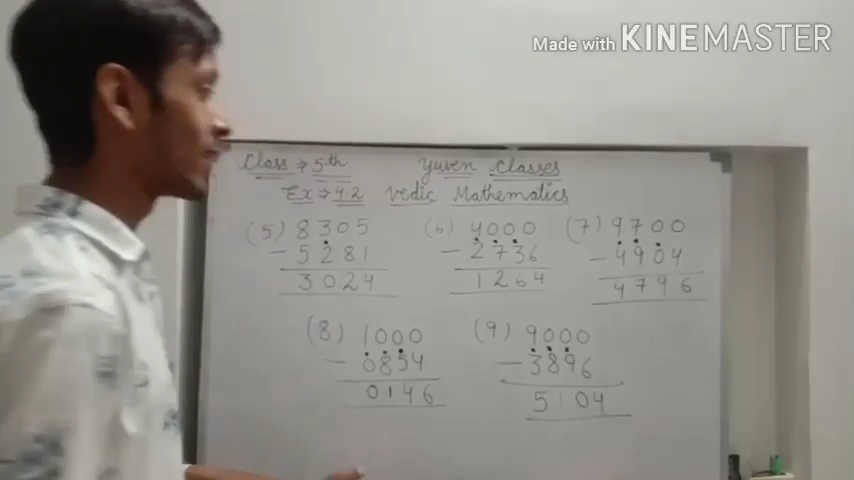 Made with KINEMASTER
Class → 5th Yuven Classes
Ex → 4.2 Vedic Mathematics
(5) 8305 (6) 4000 (7) 9700
- 5281 - 2736 - 4904
3024 1264 4796
(8) 1000 (9) 9000
- 0854 - 3896
0146 5104